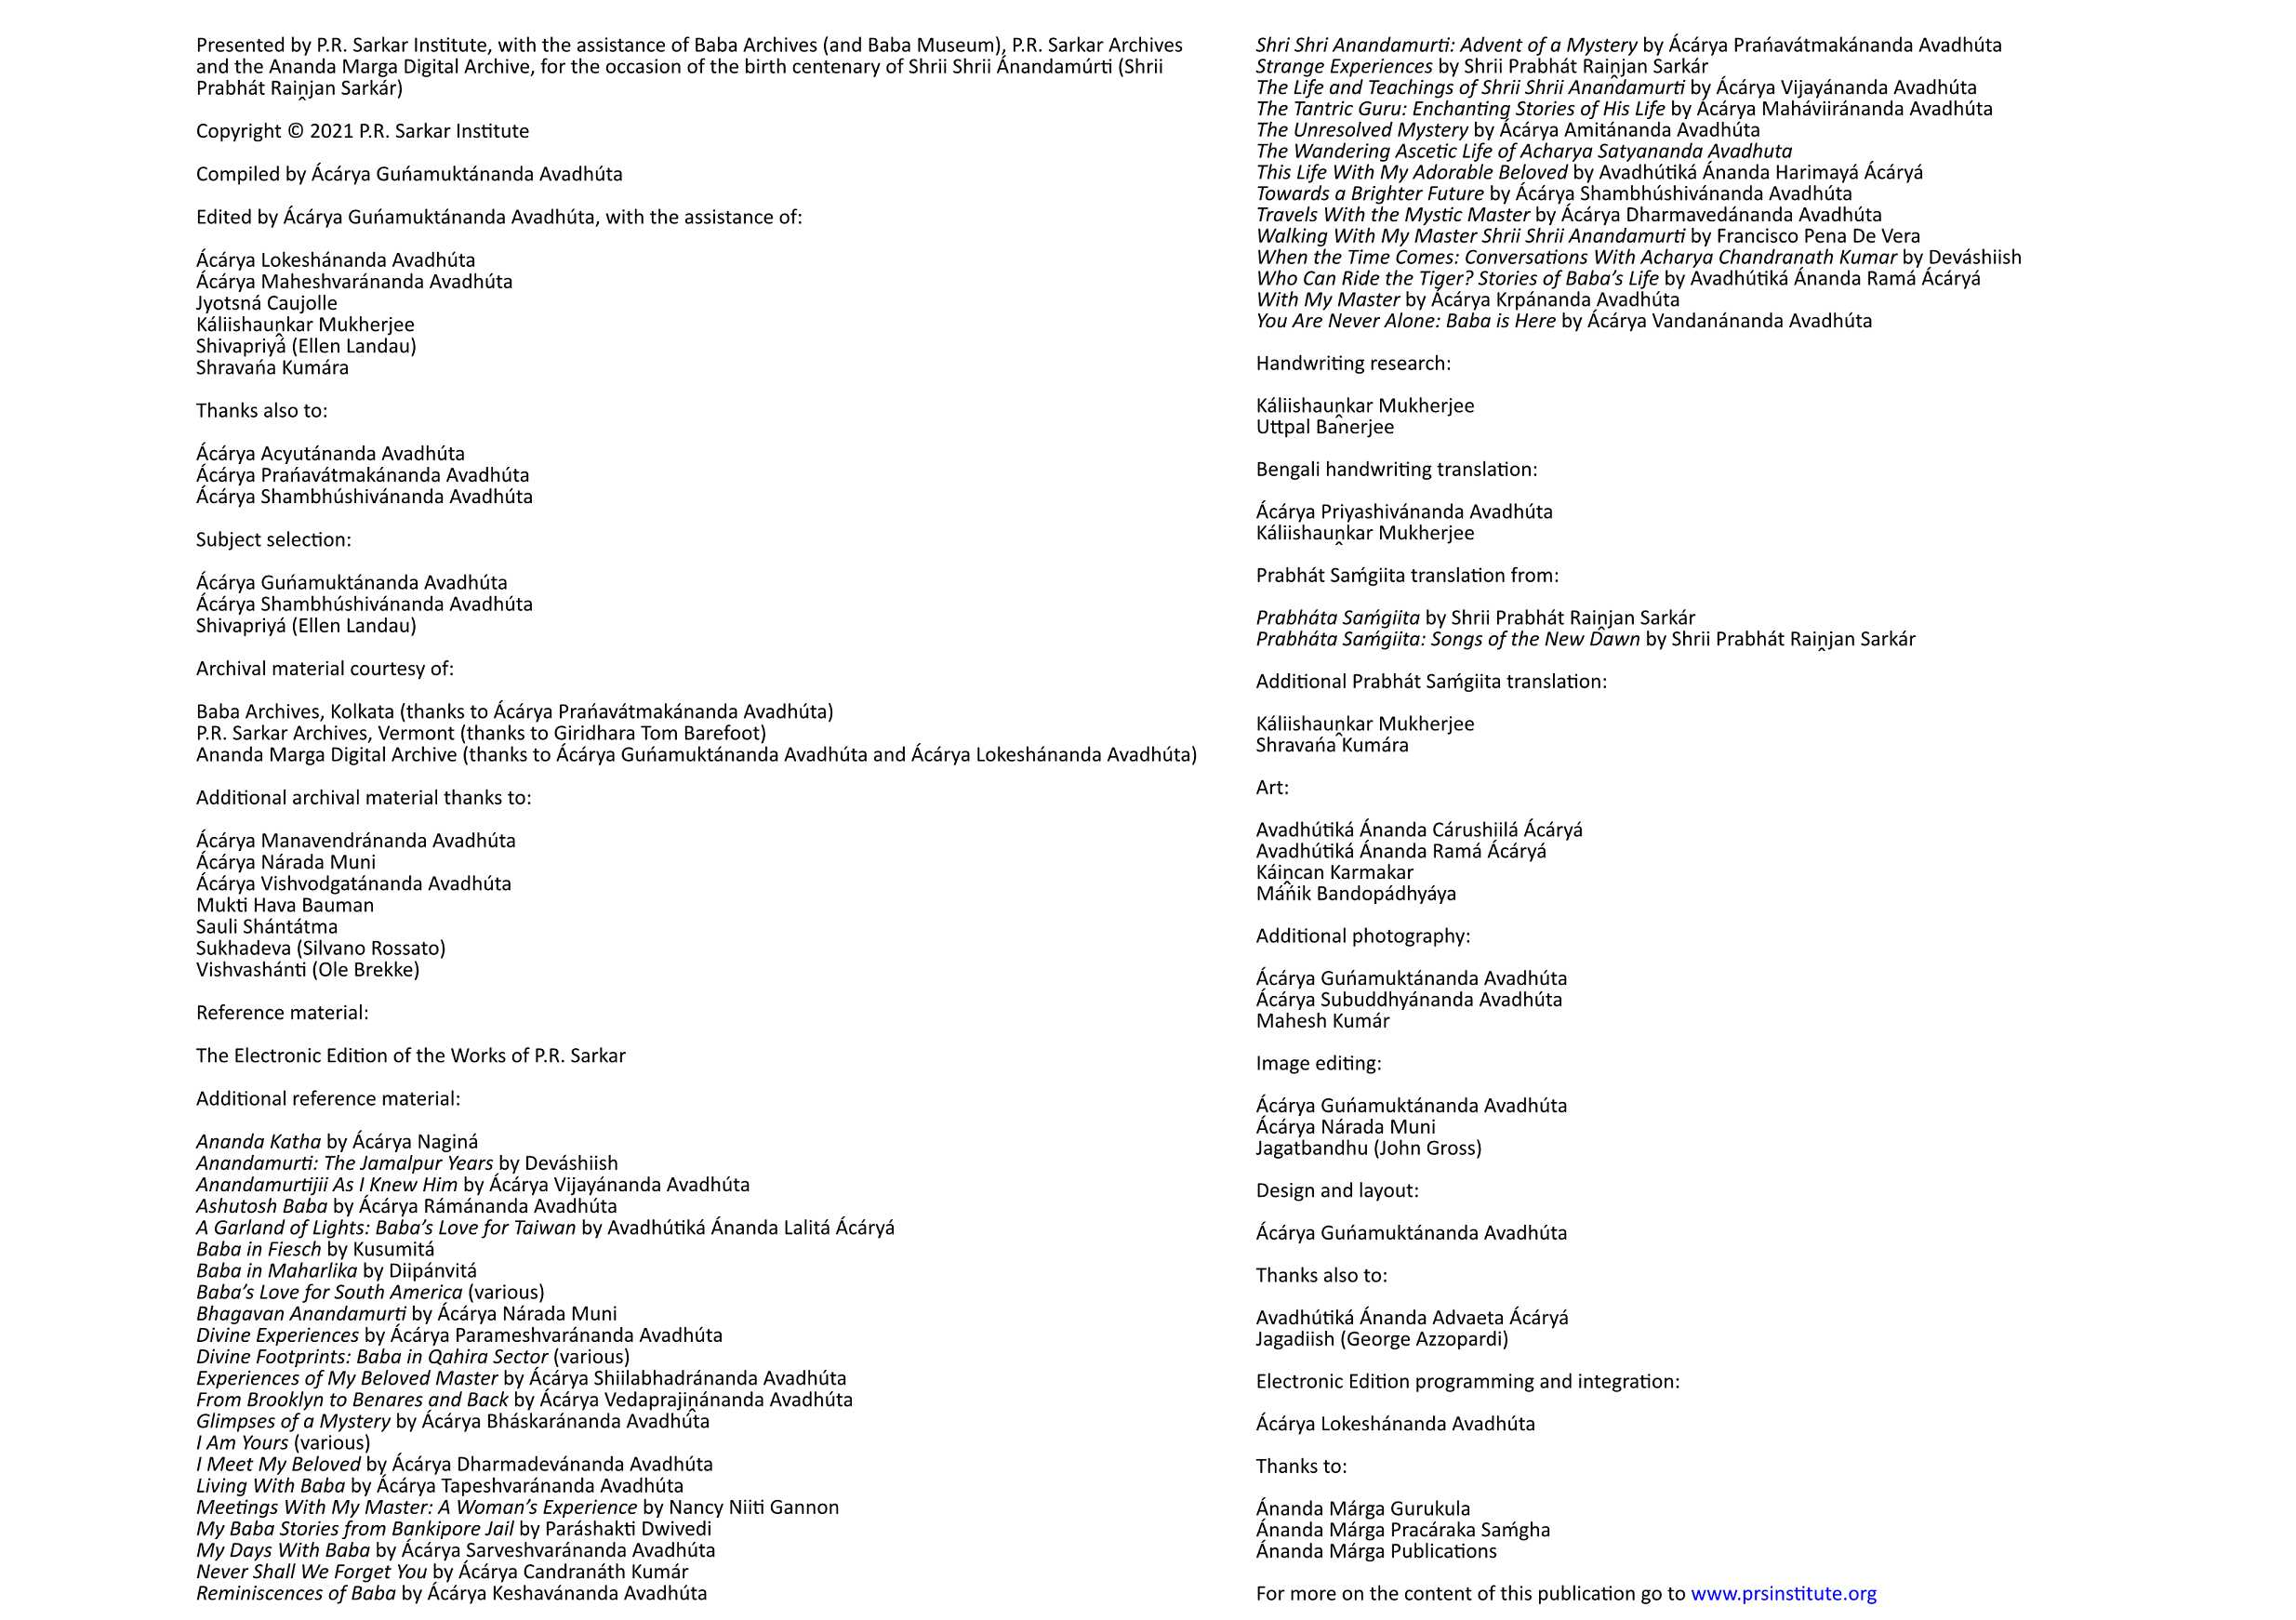 Presented by P.R. Sarkar Institute, with the assistance of Baba Archives (and Baba Museum), P.R. Sarkar Archives
and the Ananda Marga Digital Archive, for the occasion of the birth centenary of Shrii Shrii Ánandamúrti (Shrii
Prabhát Rain̂jan Sarkár)
Copyright © 2021 P.R. Sarkar Institute
Compiled by Ácárya Guńamuktánanda Avadhúta
Edited by Ácárya Guńamuktánanda Avadhúta, with the assistance of:
Ácárya Lokeshánanda Avadhúta
Ácárya Maheshvaránanda Avadhúta
Jyotsná Caujolle
Káliishaun̂kar Mukherjee
Shivapriyá (Ellen Landau)
Shravańa Kumára
Thanks also to:
Ácárya Acyutánanda Avadhúta
Ácárya Prańavátmakánanda Avadhúta
Ácárya Shambhúshivánanda Avadhúta
Subject selection:
Ácárya Guńamuktánanda Avadhúta
Ácárya Shambhúshivánanda Avadhúta
Shivapriyá (Ellen Landau)
Archival material courtesy of:
Baba Archives, Kolkata (thanks to Ácárya Prańavátmakánanda Avadhúta)
P.R. Sarkar Archives, Vermont (thanks to Giridhara Tom Barefoot)
Ananda Marga Digital Archive (thanks to Ácárya Guńamuktánanda Avadhúta and Ácárya Lokeshánanda Avadhúta)
Additional archival material thanks to:
Ácárya Manavendránanda Avadhúta
Ácárya Nárada Muni
Ácárya Vishvodgatánanda Avadhúta
Mukti Hava Bauman
Sauli Shántátma
Sukhadeva (Silvano Rossato)
Vishvashánti (Ole Brekke)
Reference material:
The Electronic Edition of the Works of P.R. Sarkar
Additional reference material:
Ananda Katha by Ácárya Naginá
Anandamurti: The Jamalpur Years by Deváshiish
Anandamurtijii As I Knew Him by Ácárya Vijayánanda Avadhúta
Ashutosh Baba by Ácárya Rámánanda Avadhúta
A Garland of Lights: Baba's Love for Taiwan by Avadhútiká Ánanda Lalitá Ácáryá
Baba in Fiesch by Kusumitá
Baba in Maharlika by Diipánvitá
Baba's Love for South America (various)
Bhagavan Anandamurti by Ácárya Nárada Muni
Divine Experiences by Ácárya Parameshvaránanda Avadhúta
Divine Footprints: Baba in Qahira Sector (various)
Experiences of My Beloved Master by Ácárya Shiilabhadránanda Avadhúta
From Brooklyn to Benares and Back by Ácárya Vedaprajin̂ánanda Avadhúta
Glimpses of a Mystery by Ácárya Bháskaránanda Avadhúta
I Am Yours (various)
I Meet My Beloved by Ácárya Dharmadevánanda Avadhúta
Living With Baba by Ácárya Tapeshvaránanda Avadhúta
Meetings With My Master: A Woman's Experience by Nancy Niiti Gannon
My Baba Stories from Bankipore Jail by Paráshakti Dwivedi
My Days With Baba by Ácárya Sarveshvaránanda Avadhúta
Never Shall We Forget You by Ácárya Candranáth Kumár
Reminiscences of Baba by Ácárya Keshavánanda Avadhúta
Shri Shri Anandamurti: Advent of a Mystery by Ácárya Prańavátmakánanda Avadhúta
Strange Experiences by Shrii Prabhát Rain̂jan Sarkár
The Life and Teachings of Shrii Shrii Anandamurti by Ácárya Vijayánanda Avadhúta
The Tantric Guru: Enchanting Stories of His Life by Ácárya Maháviiránanda Avadhúta
The Unresolved Mystery by Ácárya Amitánanda Avadhúta
The Wandering Ascetic Life of Acharya Satyananda Avadhuta
This Life With My Adorable Beloved by Avadhútiká Ánanda Harimayá Ácáryá
Towards a Brighter Future by Ácárya Shambhúshivánanda Avadhúta
Travels With the Mystic Master by Ácárya Dharmavedánanda Avadhúta
Walking With My Master Shrii Shrii Anandamurti by Francisco Pena De Vera
When the Time Comes: Conversations With Acharya Chandranath Kumar by Deváshiish
Who Can Ride the Tiger? Stories of Baba's Life by Avadhútiká Ánanda Ramá Ácáryá
With My Master by Ácárya Krpánanda Avadhúta
You Are Never Alone: Baba is Here by Ácárya Vandanánanda Avadhúta
Handwriting research:
Káliishaun̂kar Mukherjee
Uttpal Banerjee
Bengali handwriting translation:
Ácárya Priyashivánanda Avadhúta
Káliishaun̂kar Mukherjee
Prabhát Saḿgiita translation from:
Prabháta Saḿgiita by Shrii Prabhát Rain̂jan Sarkár
Prabháta Saḿgiita: Songs of the New Dawn by Shrii Prabhát Rain̂jan Sarkár
Additional Prabhát Saḿgiita translation:
Káliishaun̂kar Mukherjee
Shravańa Kumára
Art:
Avadhútiká Ánanda Cárushiilá Ácáryá
Avadhútiká Ánanda Ramá Ácáryá
Káin̂can Karmakar
Máńik Bandopádhyáya
Additional photography:
Ácárya Guńamuktánanda Avadhúta
Ácárya Subuddhyánanda Avadhúta
Mahesh Kumár
Image editing:
Ácárya Guńamuktánanda Avadhúta
Ácárya Nárada Muni
Jagatbandhu (John Gross)
Design and layout:
Ácárya Guńamuktánanda Avadhúta
Thanks also to:
Avadhútiká Ánanda Advaeta Ácáryá
Jagadiish (George Azzopardi)
Electronic Edition programming and integration:
Ácárya Lokeshánanda Avadhúta
Thanks to:
Ánanda Márga Gurukula
Ánanda Márga Pracáraka Saḿgha
Ánanda Márga Publications
For more on the content of this publication go to www.prsinstitute.org